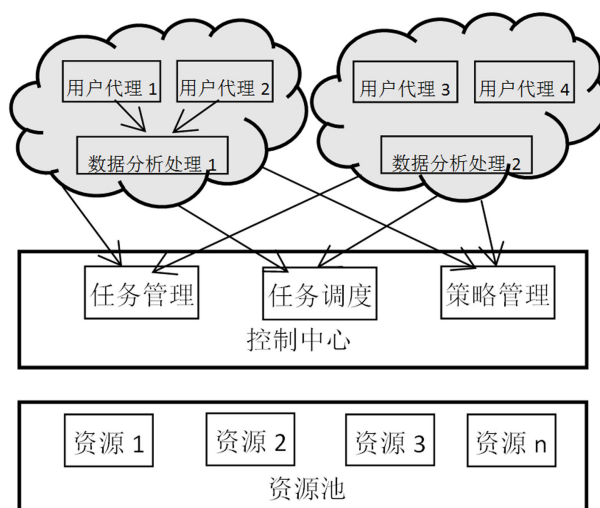 用户代理 1 用户代理 2 用户代理 3 用户代理 4
数据分析处理 1 数据分析处理 2
任务管理 任务调度 策略管理
控制中心
资源 1 资源 2 资源 3 资源 n
资源池